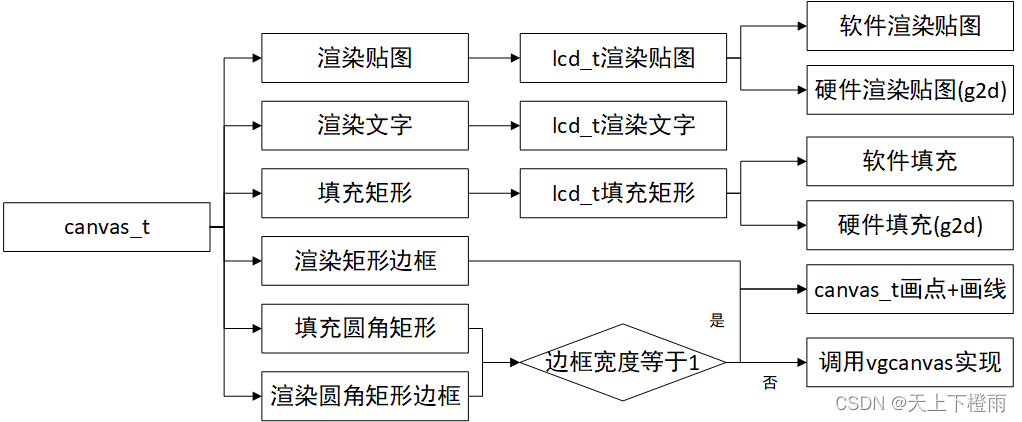 软件渲染贴图
渲染贴图
lcd_t渲染贴图
硬件渲染贴图(g2d)
渲染文字
lcd_t渲染文字
软件填充
填充矩形
lcd_t填充矩形
canvas_t
硬件填充(g2d)
渲染矩形边框
canvas_t画点+画线
填充圆角矩形
是
边框宽度等于1
调用vgcanvas实现
否
渲染圆角矩形边框
CSDN @天上下橙雨